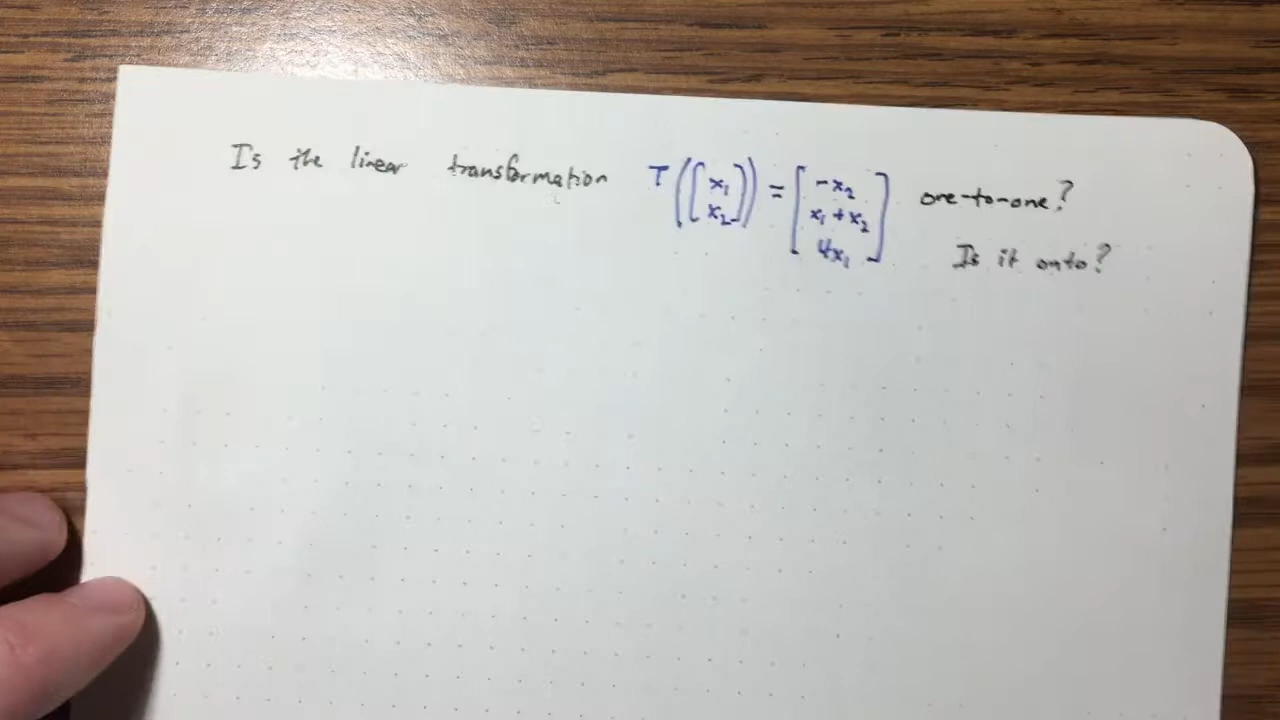 Is the linear transformation T([x₁ x₂]) = [-x₂ x₁ + x₂ 4x₁] one-to-one?
Is it onto?